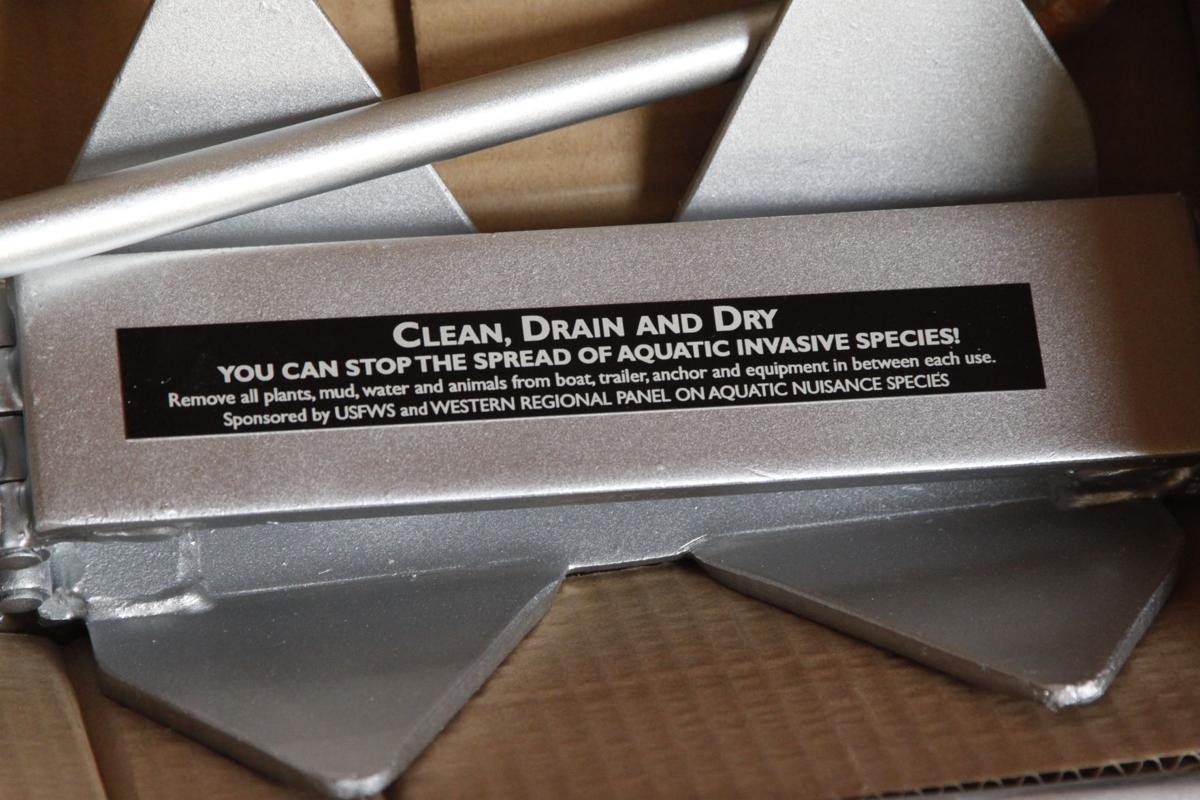 CLEAN, DRAIN AND DRY
YOU CAN STOP THE SPREAD OF AQUATIC INVASIVE SPECIES!
Remove all plants, mud, water and animals from boat, trailer, anchor and equipment in between each use.
Sponsored by USFWS and WESTERN REGIONAL PANEL ON AQUATIC NUISANCE SPECIES